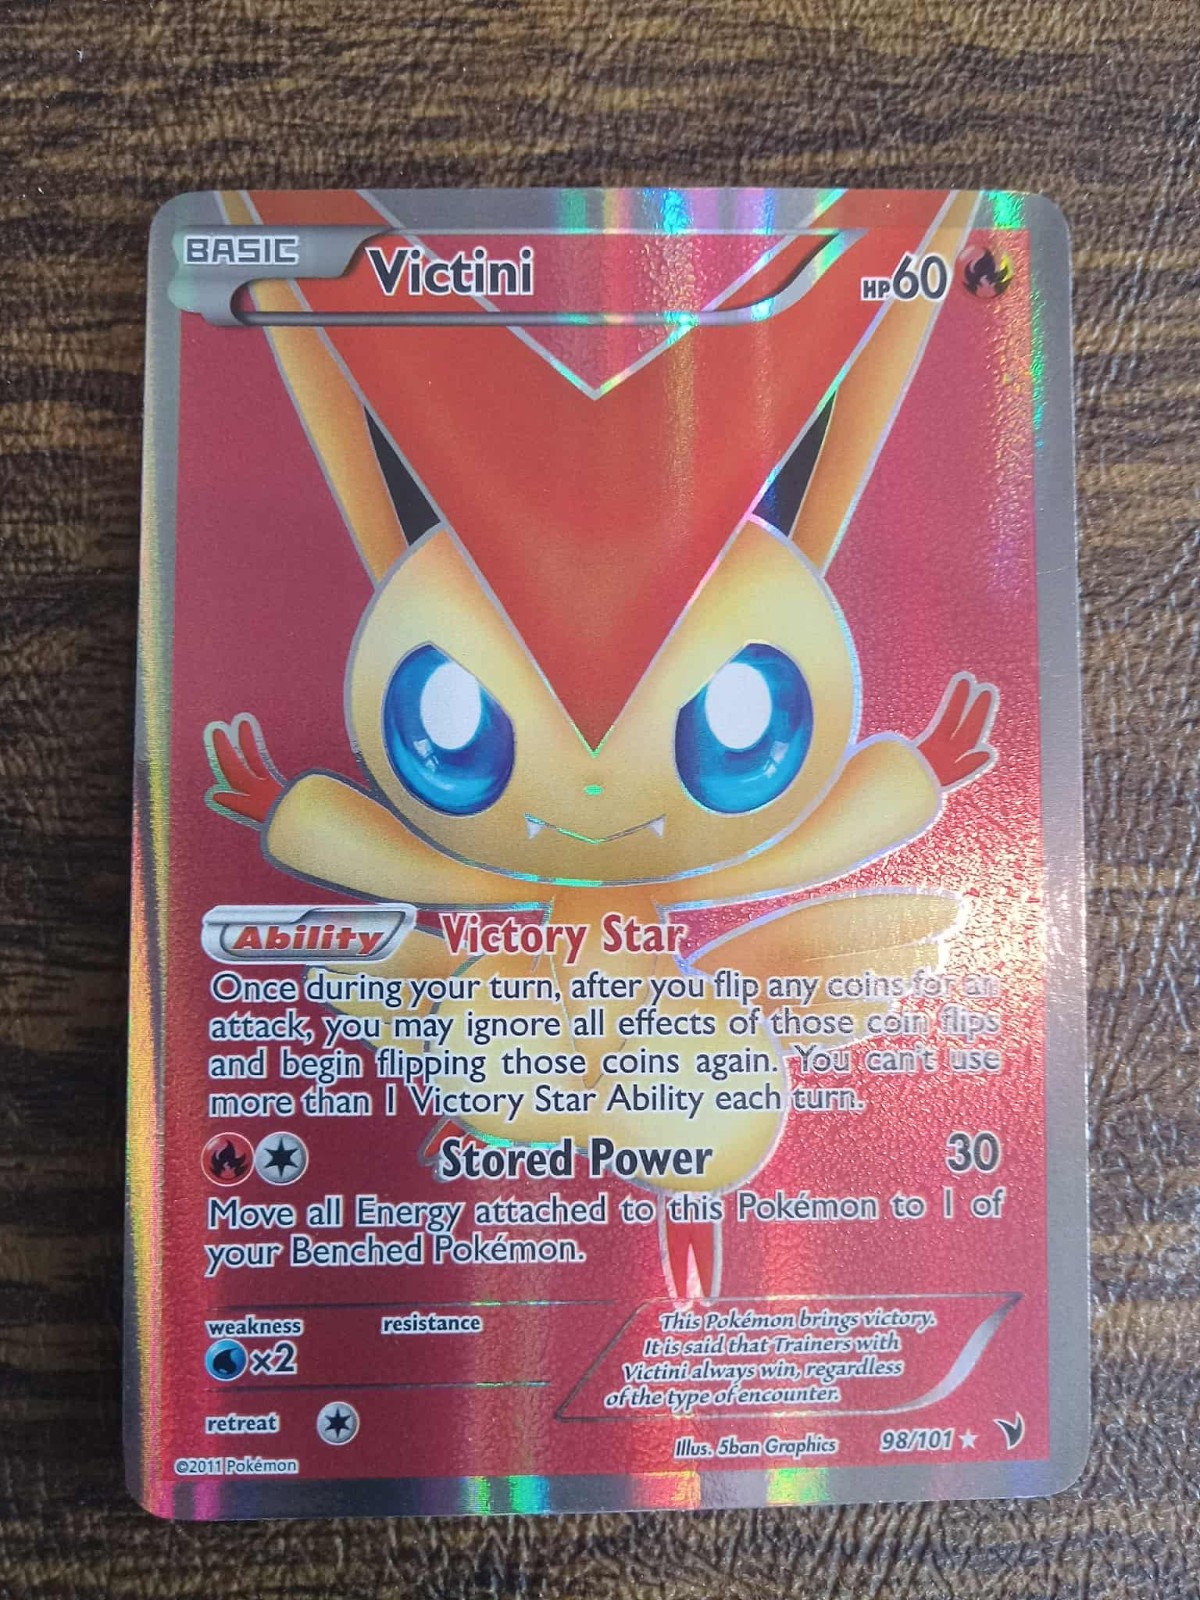 BASIC
Victini
HP60
Ability Victory Star
Once during your turn, after you flip any coins for an
attack, you may ignore all effects of those coin flips
and begin flipping those coins again. You can't use
more than 1 Victory Star Ability each turn.
Stored Power 30
Move all Energy attached to this Pokémon to 1 of
your Benched Pokémon.
weakness resistance
x2
retreat
This Pokémon brings victory.
It is said that Trainers with
Victini always win, regardless
of the type of encounter.
Illus. 5ban Graphics 98/101 ★
©2011 Pokémon